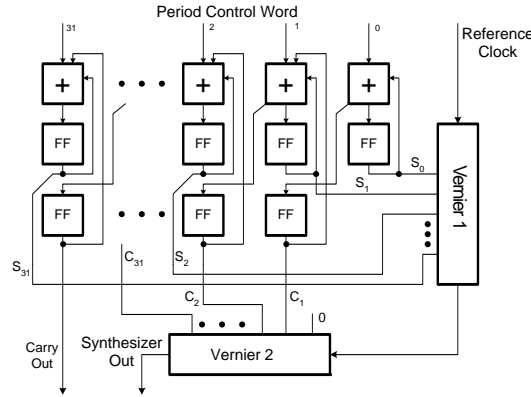 Period Control Word
31
2
1
0
Reference
Clock
+
+
+
+
FF
FF
FF
FF
S0
S1
Vernier 1
FF
FF
FF
S31
C31
S2
C2
C1
0
Carry
Out
Synthesizer
Out
Vernier 2